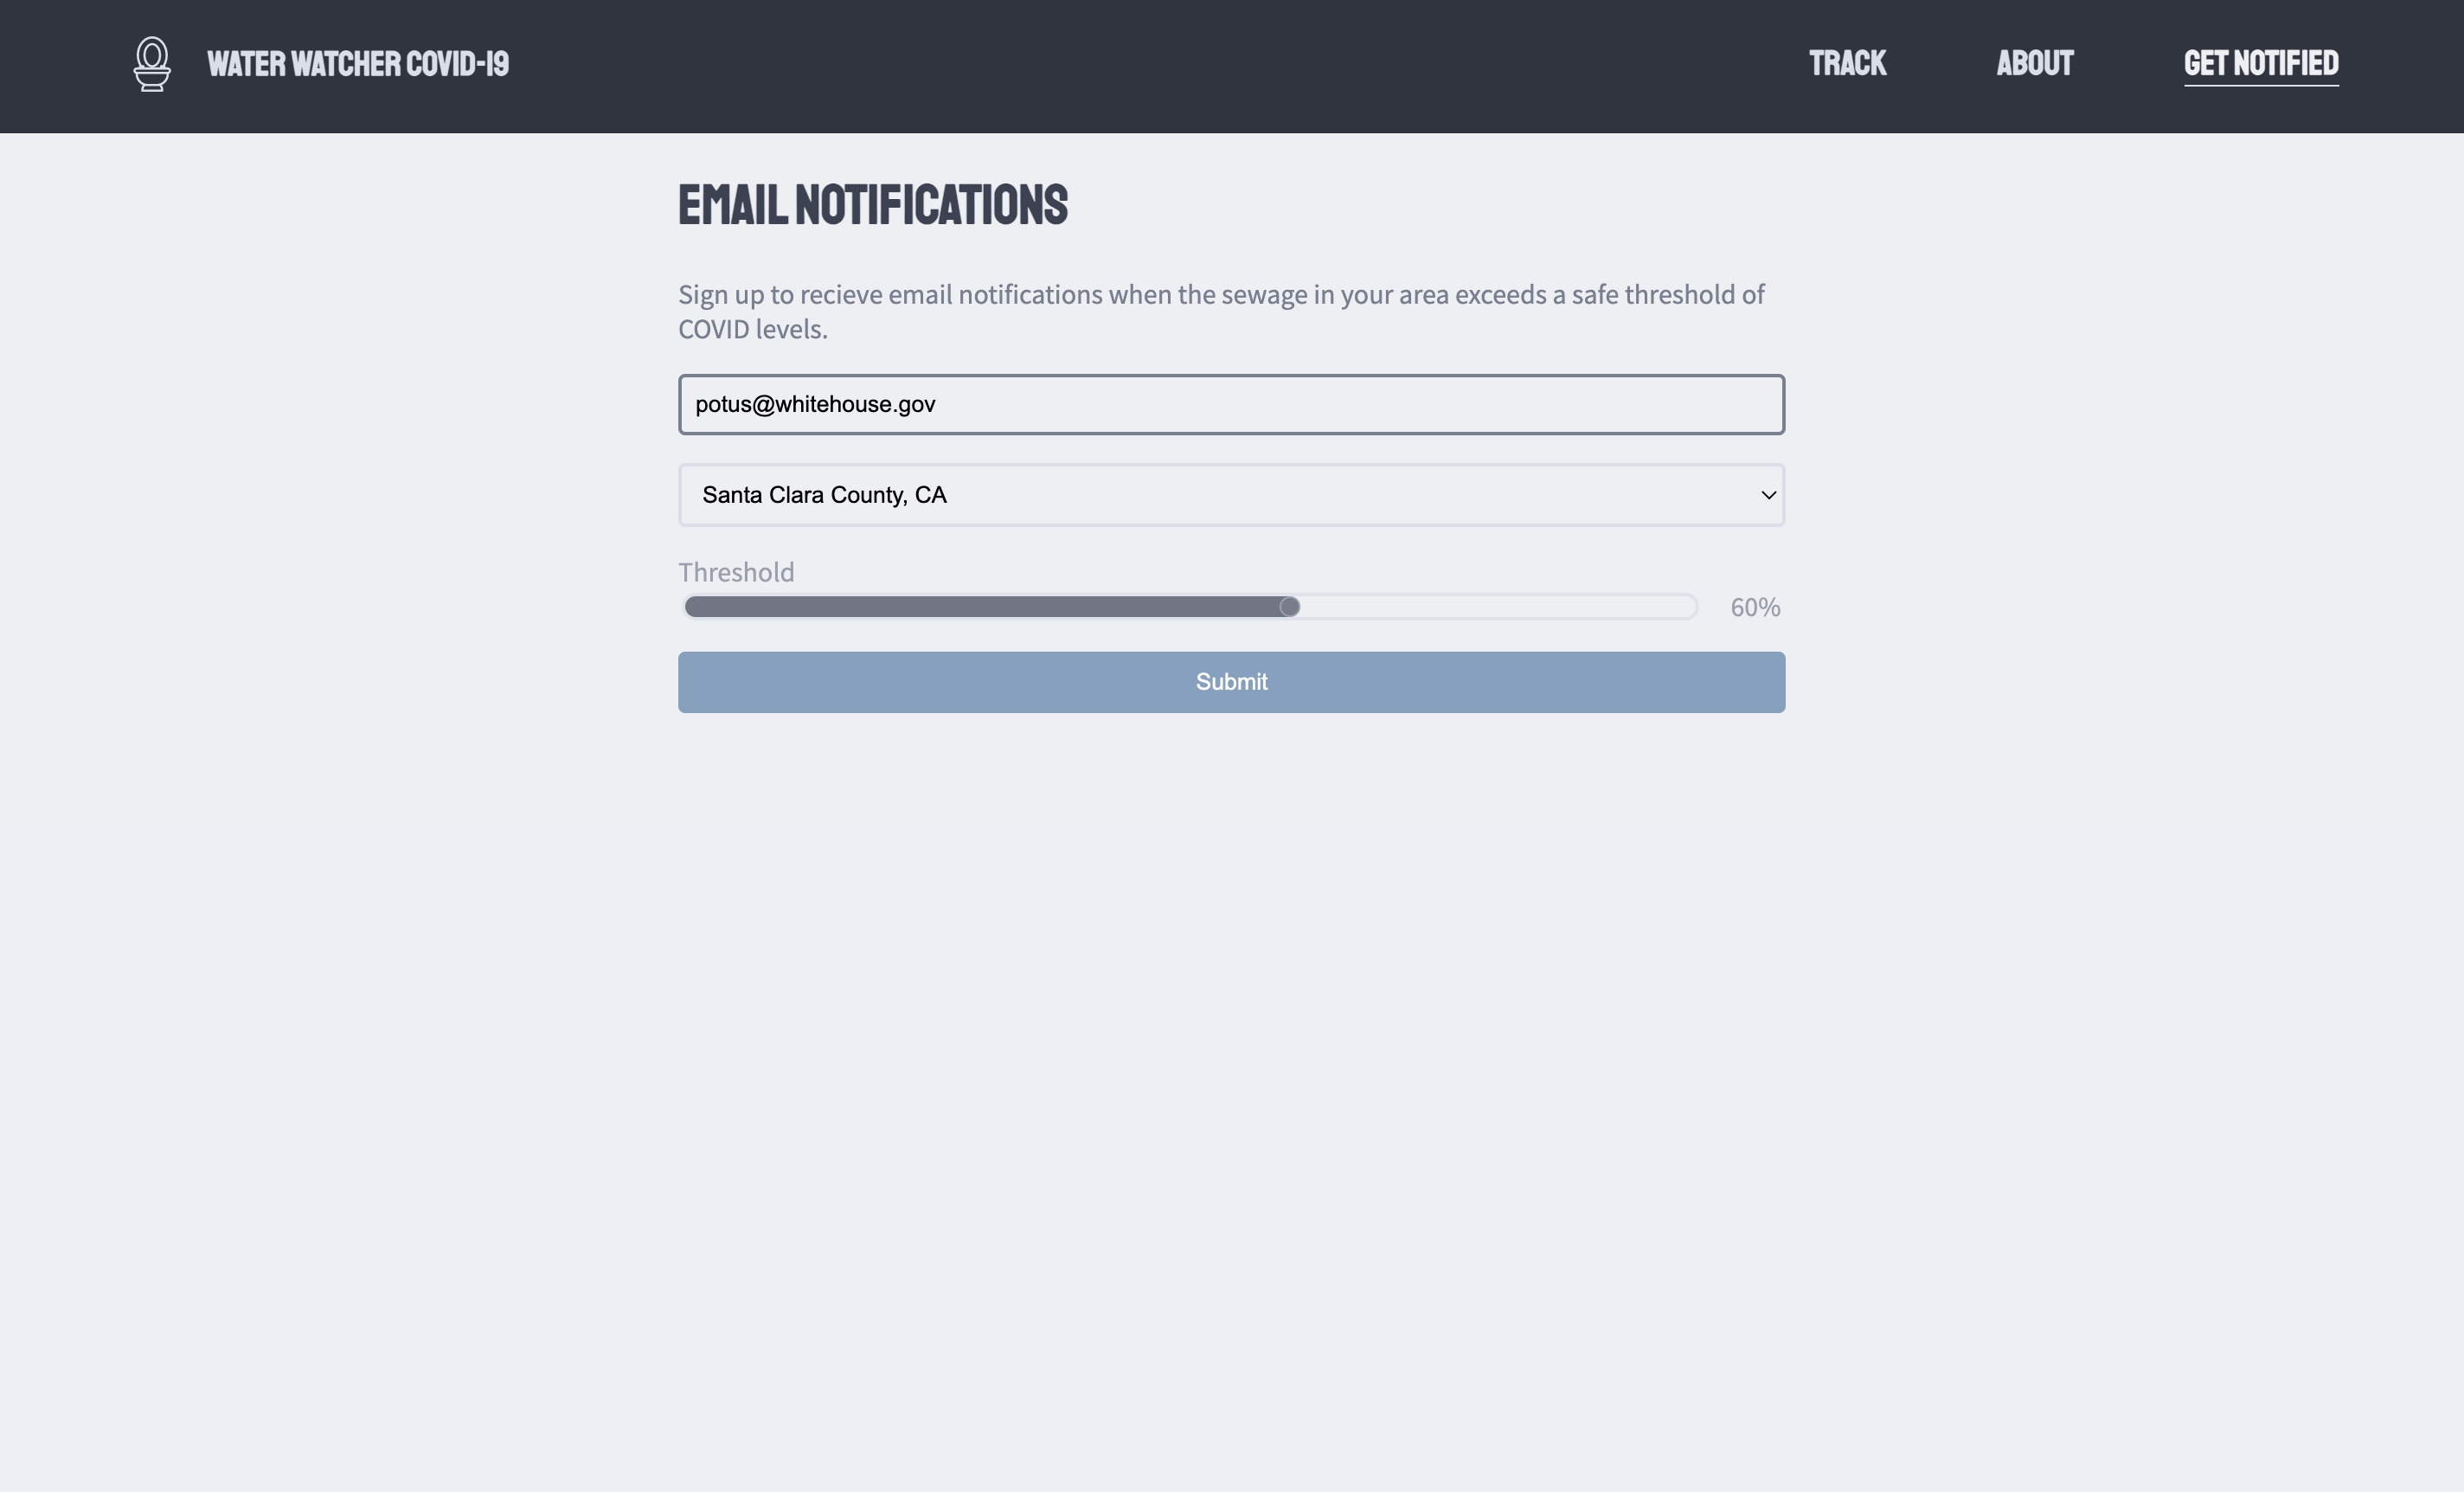 WATER WATCHER COVID-19
TRACK
ABOUT
GET NOTIFIED
EMAIL NOTIFICATIONS
Sign up to recieve email notifications when the sewage in your area exceeds a safe threshold of
COVID levels.
potus@whitehouse.gov
Santa Clara County, CA
Threshold
60%
Submit